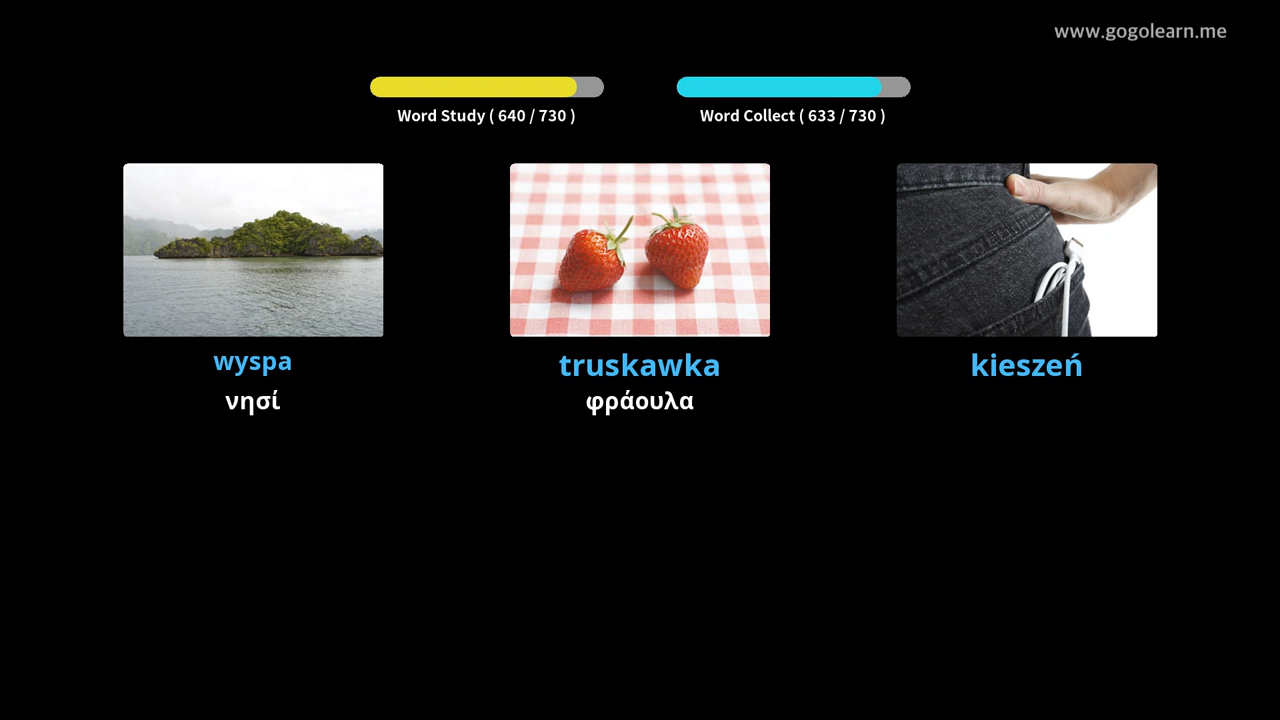 www.gogolearn.me
Word Study ( 640 / 730 )
Word Collect ( 633 / 730 )
wyspa
νησί
truskawka
φράουλα
kieszeń